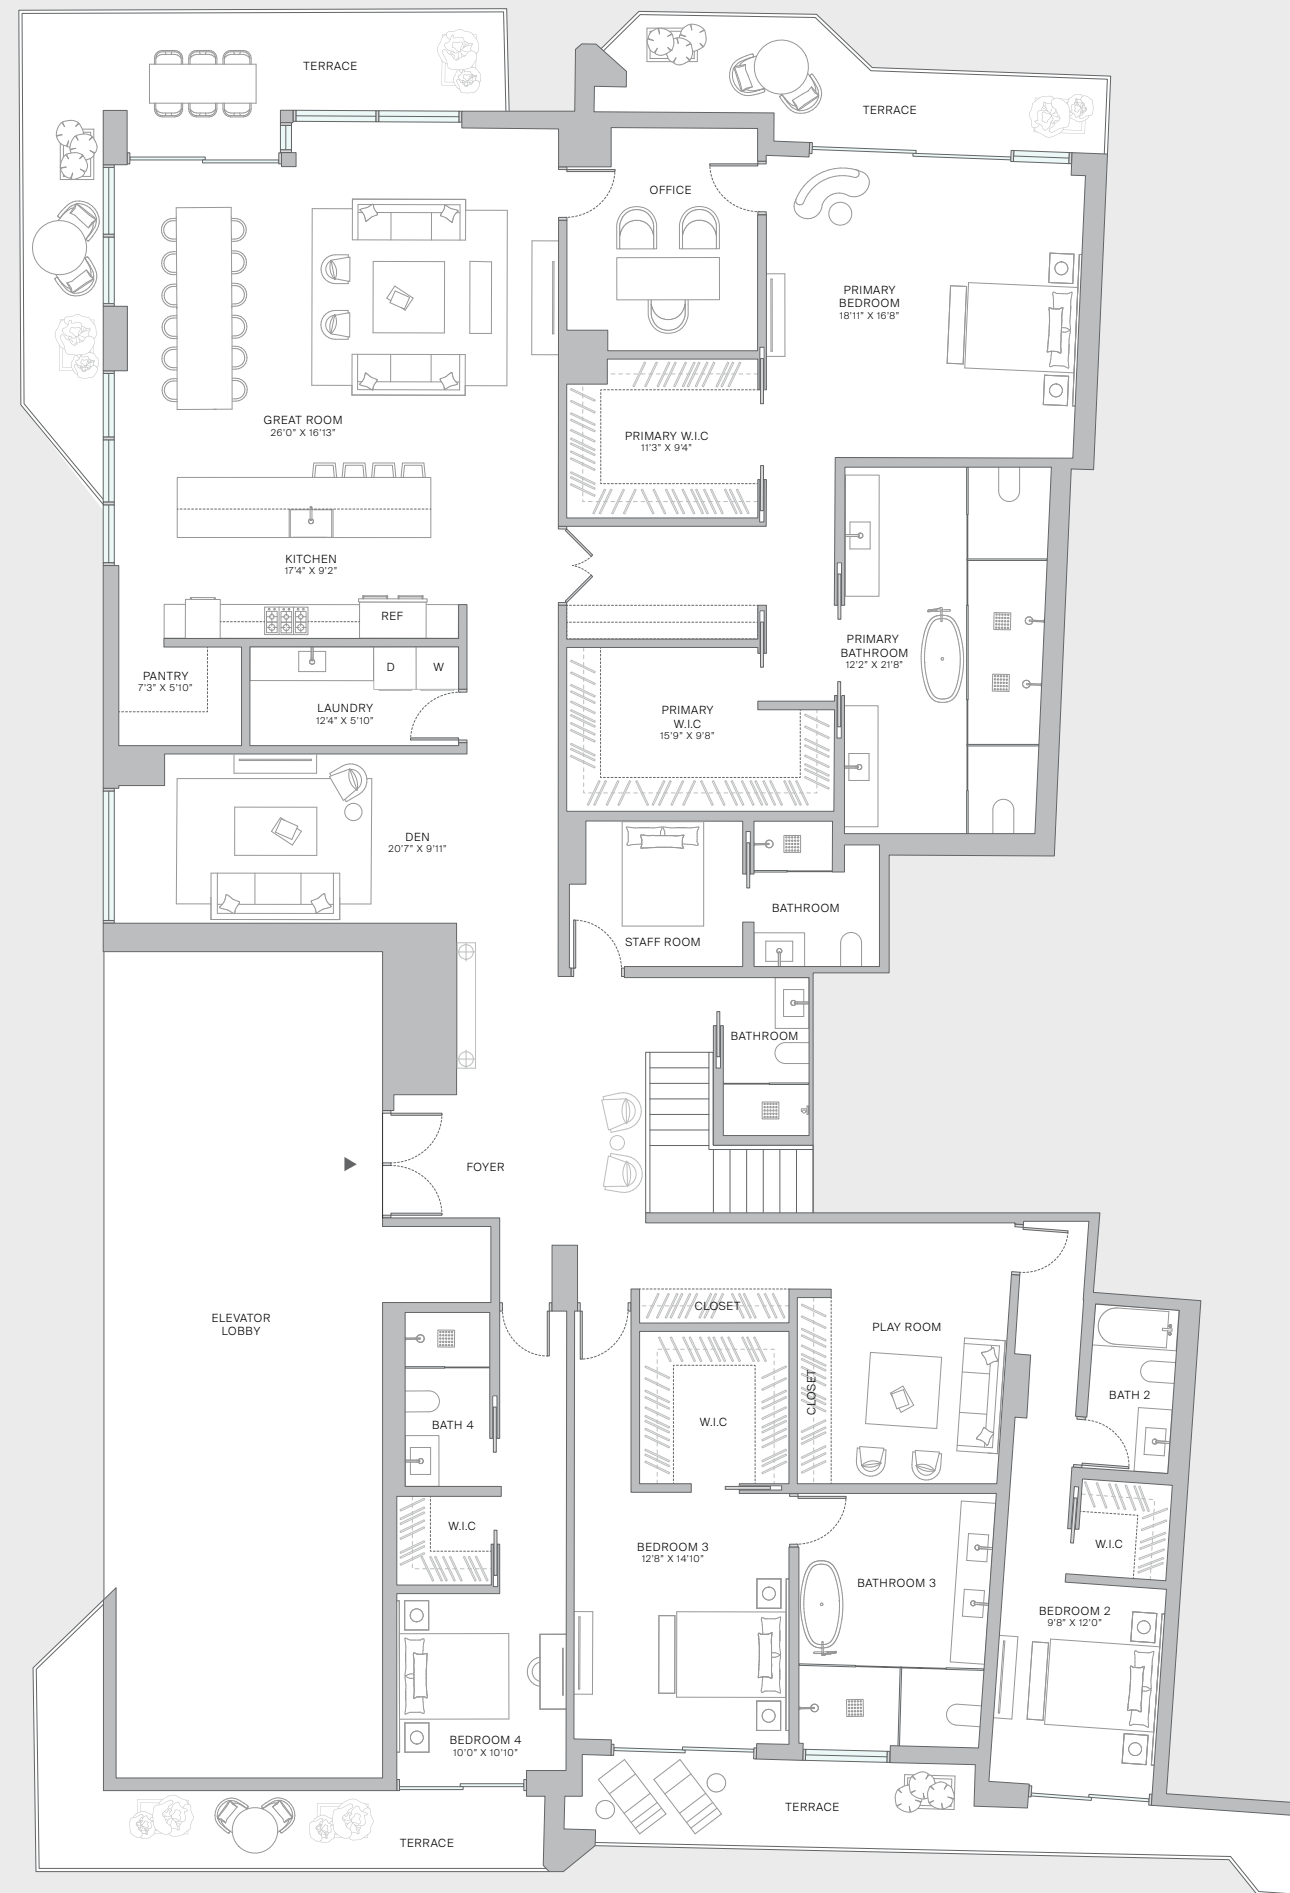 TERRACE
TERRACE
OFFICE
PRIMARY
BEDROOM
18'11" X 16'8"
GREAT ROOM
26'0" X 16'13"
PRIMARY W.I.C
11'3" X 9'4"
KITCHEN
17'4" X 9'2"
REF
PRIMARY
BATHROOM
12'2" X 21'8"
PANTRY
7'3" X 5'10"
D
W
LAUNDRY
12'4" X 5'10"
PRIMARY
W.I.C
15'9" X 9'8"
DEN
20'7" X 9'11"
BATHROOM
STAFF ROOM
BATHROOM
FOYER
ELEVATOR
LOBBY
CLOSET
PLAY ROOM
CLOSET
BATH 2
W.I.C
BATH 4
W.I.C
W.I.C
BEDROOM 3
12'8" X 14'10"
BATHROOM 3
BEDROOM 2
9'8" X 12'0"
BEDROOM 4
10'0" X 10'10"
TERRACE
TERRACE